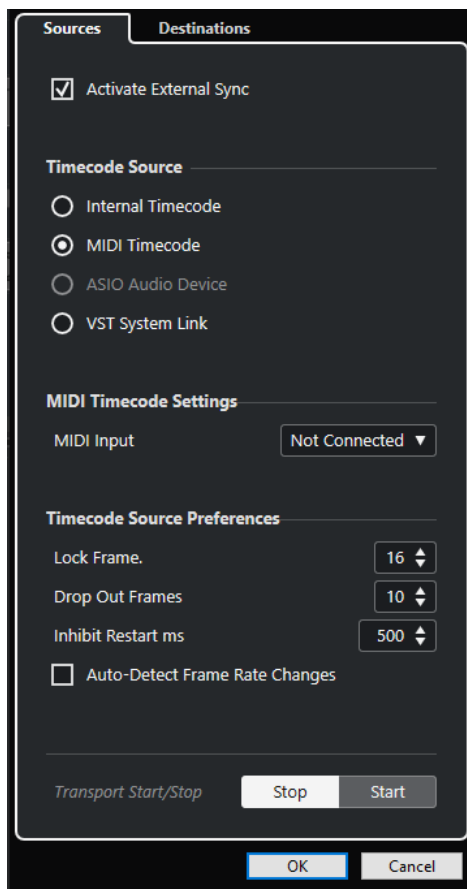 Sources Destinations
Activate External Sync
Timecode Source
Internal Timecode
MIDI Timecode
ASIO Audio Device
VST System Link
MIDI Timecode Settings
MIDI Input Not Connected
Timecode Source Preferences
Lock Frame. 16
Drop Out Frames 10
Inhibit Restart ms 500
Auto-Detect Frame Rate Changes
Transport Start/Stop Stop Start
OK Cancel